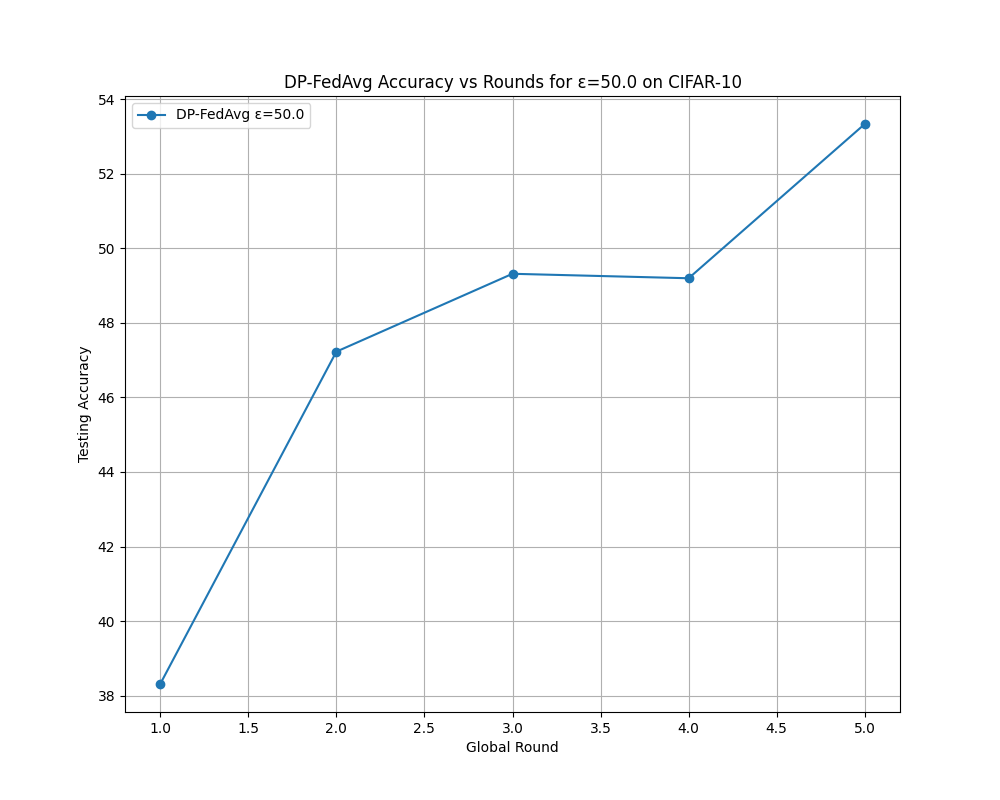 DP-FedAvg Accuracy vs Rounds for ε=50.0 on CIFAR-10
DP-FedAvg ε=50.0
Testing Accuracy
54
52
50
48
46
44
42
40
38
1.0 1.5 2.0 2.5 3.0 3.5 4.0 4.5 5.0
Global Round